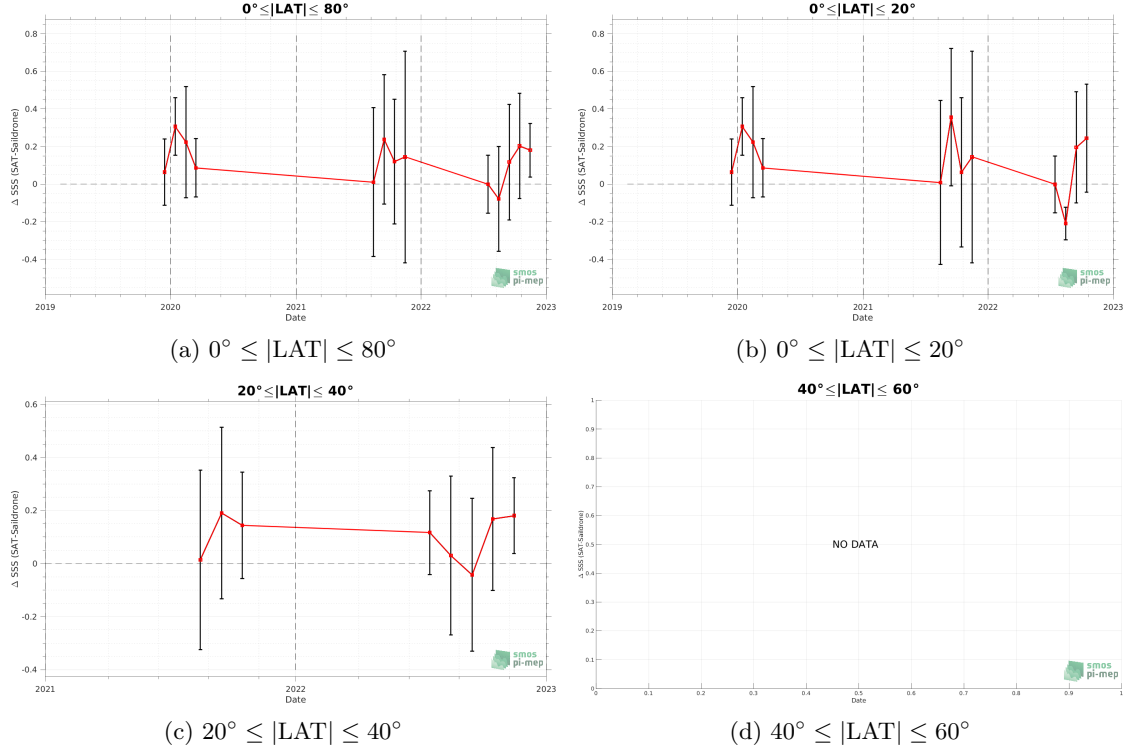 0°≤|LAT|≤ 80°
Δ SSS (SAT-Saildrone)
0.8
0.6
0.4
0.2
0
-0.2
-0.4
2019
2020
2021
2022
2023
Date
smos
pi-mep
(a) 0° ≤ |LAT| ≤ 80°
0°≤|LAT|≤ 20°
Δ SSS (SAT-Saildrone)
0.8
0.6
0.4
0.2
0
-0.2
-0.4
2019
2020
2021
2022
2023
Date
smos
pi-mep
(b) 0° ≤ |LAT| ≤ 20°
20°≤|LAT|≤ 40°
Δ SSS (SAT-Saildrone)
0.6
0.4
0.2
0
-0.2
-0.4
2021
2022
2023
Date
smos
pi-mep
(c) 20° ≤ |LAT| ≤ 40°
40°≤|LAT|≤ 60°
Δ SSS (SAT-Saildrone)
1
0.9
0.8
0.7
0.6
0.5
0.4
0.3
0.2
0.1
0
NO DATA
0
0.1
0.2
0.3
0.4
0.5
0.6
0.7
0.8
0.9
1
Date
smos
pi-mep
(d) 40° ≤ |LAT| ≤ 60°